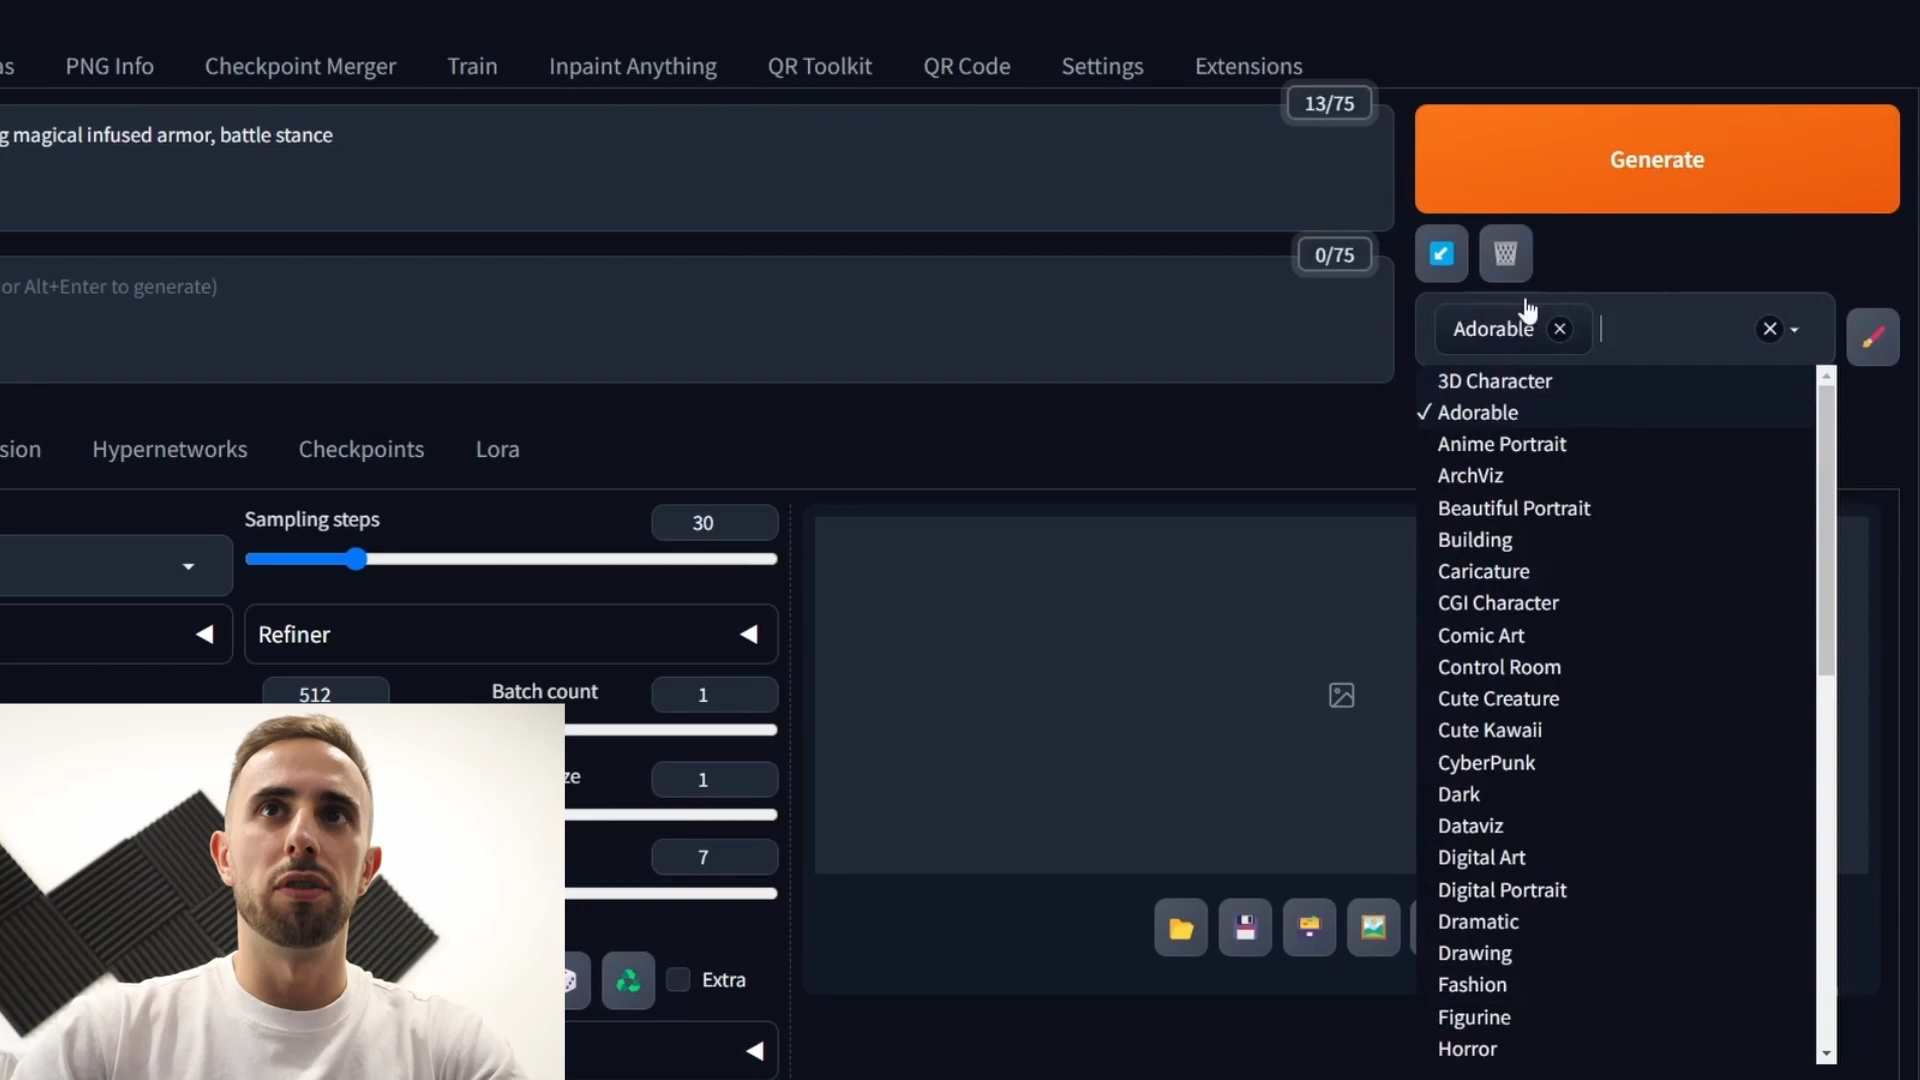 as PNG Info Checkpoint Merger Train Inpaint Anything QR Toolkit QR Code Settings Extensions
13/75
g magical infused armor, battle stance
Generate
0/75
or Alt+Enter to generate)
Adorable
3D Character
✓ Adorable
Anime Portrait
ArchViz
Beautiful Portrait
Building
Caricature
CGI Character
Comic Art
Control Room
Cute Creature
Cute Kawaii
CyberPunk
Dark
Dataviz
Digital Art
Digital Portrait
Dramatic
Drawing
Fashion
Figurine
Horror
sion Hypernetworks Checkpoints Lora
Sampling steps 30
Refiner
512 Batch count 1
ze 1
7
Extra